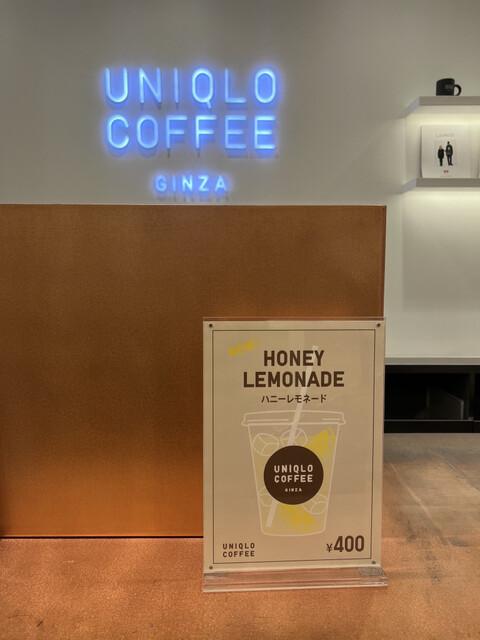 UNIQLO
COFFEE
GINZA
HONEY
LEMONADE
ハニーレモネード
UNIQLO
COFFEE
GINZA
UNIQLO
COFFEE
¥400